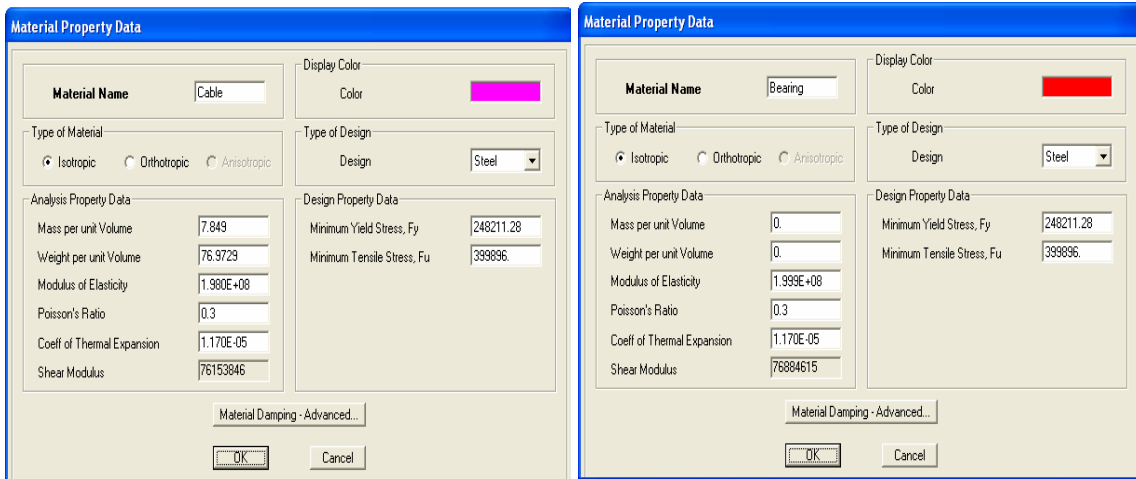 Material Property Data
Display Color
Material Name Cable Color
Type of Material Type of Design
Isotropic Orthotropic Anisotropic Design Steel
Analysis Property Data Design Property Data
Mass per unit Volume 7.849 Minimum Yield Stress, Fy 248211.28
Weight per unit Volume 76.9729 Minimum Tensile Stress, Fu 399896.
Modulus of Elasticity 1.980E+08
Poisson's Ratio 0.3
Coeff of Thermal Expansion 1.170E-05
Shear Modulus 76153846
Material Damping - Advanced...
OK Cancel
Material Property Data
Display Color
Material Name Bearing Color
Type of Material Type of Design
Isotropic Orthotropic Anisotropic Design Steel
Analysis Property Data Design Property Data
Mass per unit Volume 0. Minimum Yield Stress, Fy 248211.28
Weight per unit Volume 0. Minimum Tensile Stress, Fu 399896.
Modulus of Elasticity 1.999E+08
Poisson's Ratio 0.3
Coeff of Thermal Expansion 1.170E-05
Shear Modulus 76884615
Material Damping - Advanced...
OK Cancel